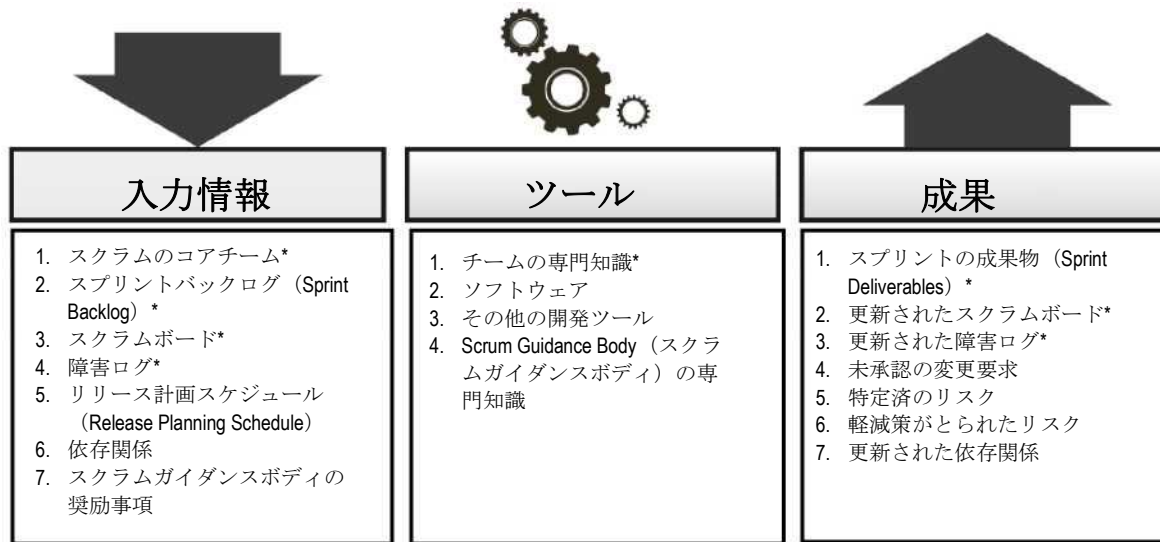 入力情報
1. スクラムのコアチーム*
2. スプリントバックログ（Sprint
Backlog）*
3. スクラムボード*
4. 障害ログ*
5. リリース計画スケジュール
（Release Planning Schedule）
6. 依存関係
7. スクラムガイダンスボディの
奨励事項
ツール
1. チームの専門知識*
2. ソフトウェア
3. その他の開発ツール
4. Scrum Guidance Body（スクラ
ムガイダンスボディ）の専
門知識
成果
1. スプリントの成果物（Sprint
Deliverables）*
2. 更新されたスクラムボード*
3. 更新された障害ログ*
4. 未承認の変更要求
5. 特定済のリスク
6. 軽減策がとられたリスク
7. 更新された依存関係